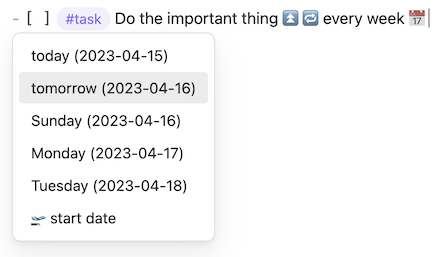 - [ ] #task Do the important thing ⏫ 🔁 every week 📅
today (2023-04-15)
tomorrow (2023-04-16)
Sunday (2023-04-16)
Monday (2023-04-17)
Tuesday (2023-04-18)
🛫 start date